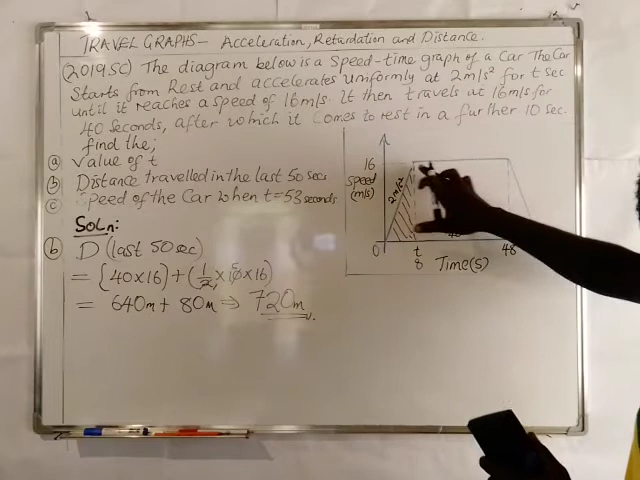 TRAVEL GRAPHS - Acceleration, Retardation and Distance.
(2019 SC) The diagram below is a Speed-time graph of a Car The Car
Starts from Rest and accelerates uniformly at 2m/s² for t sec
until it reaches a speed of 16m/s. It then travels at 16m/s for
40 seconds, after which it comes to rest in a further 10 sec.
find the;
(a) Value of t
(b) Distance travelled in the last 50 secs
(c) Speed of the Car when t=53 seconds
SoLn:
(b) D (last 50 sec)
= {40×16} + (1/2 × 10 × 16)
= 640m + 80m ⇒ 720m
16
Speed
(m/s)
2m/s²
0
t
8
48
Time(s)